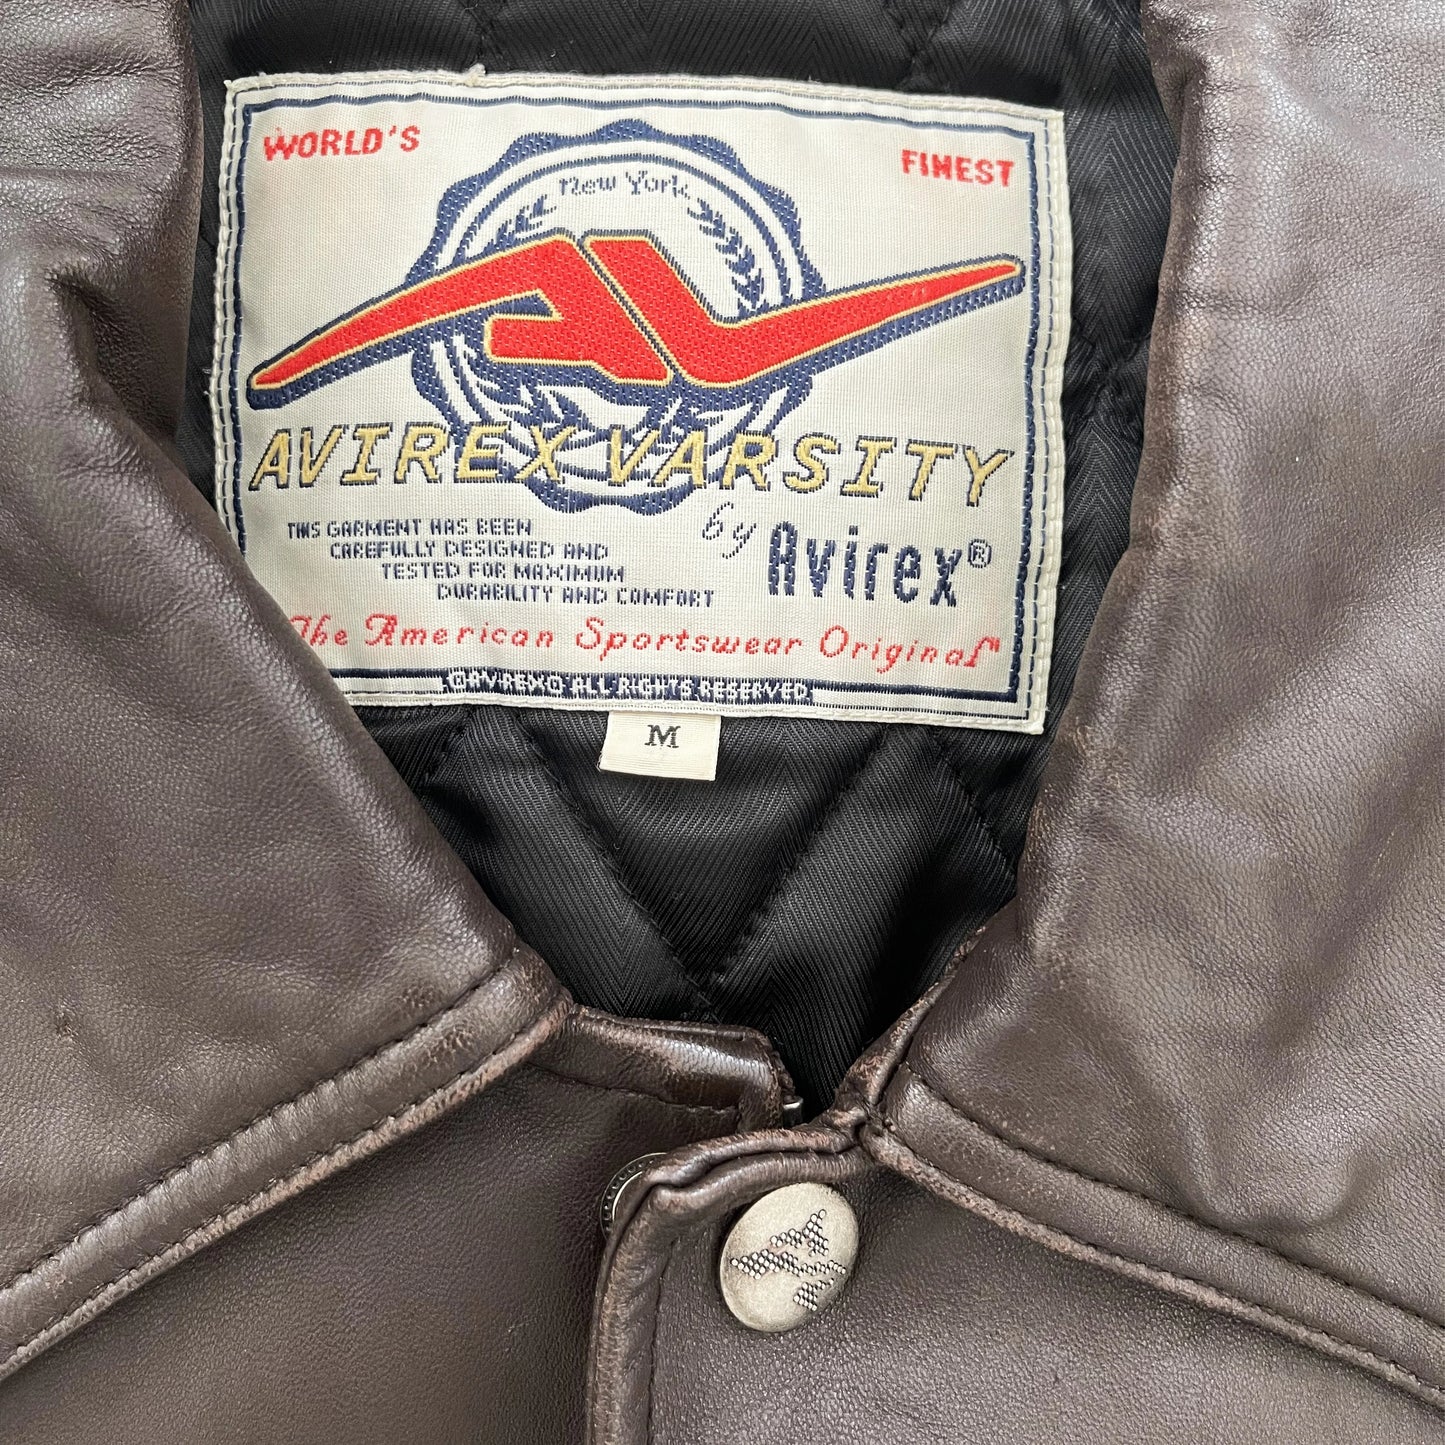 WORLD'S
FINEST
New York
AVIREX VARSITY
by Avirex®
THIS GARMENT HAS BEEN
CAREFULLY DESIGNED AND
TESTED FOR MAXIMUM
DURABILITY AND COMFORT
The American Sportswear Original"
©AVIREX© ALL RIGHTS RESERVED
M